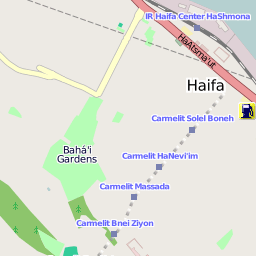 IR Haifa Center HaShmona
HaAtsma'ut
Haifa
Carmelit Solel Boneh
Bahá'í
Gardens
Carmelit HaNevi'im
Carmelit Massada
Carmelit Bnei Ziyon